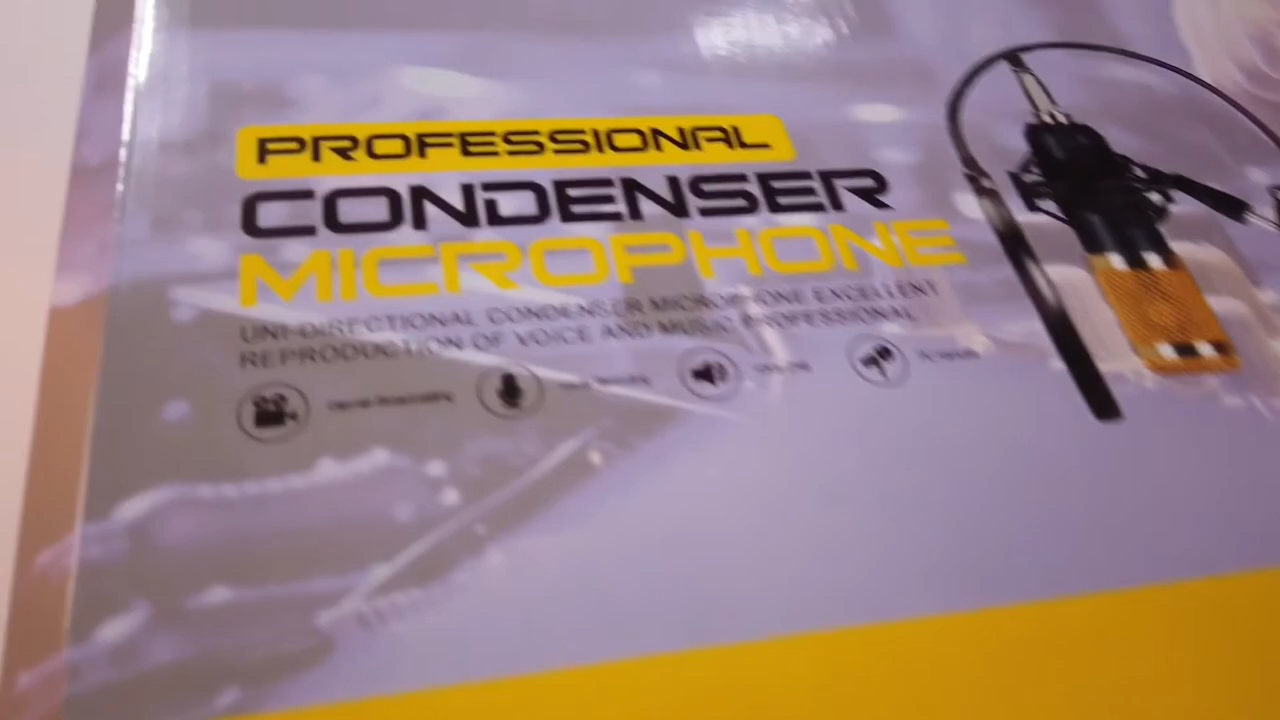 PROFESSIONAL
CONDENSER
MICROPHONE
UNI-DIRECTIONAL CONDENSER MICROPHONE EXCELLENT
REPRODUCTION OF VOICE AND MUSIC PROFESSIONAL